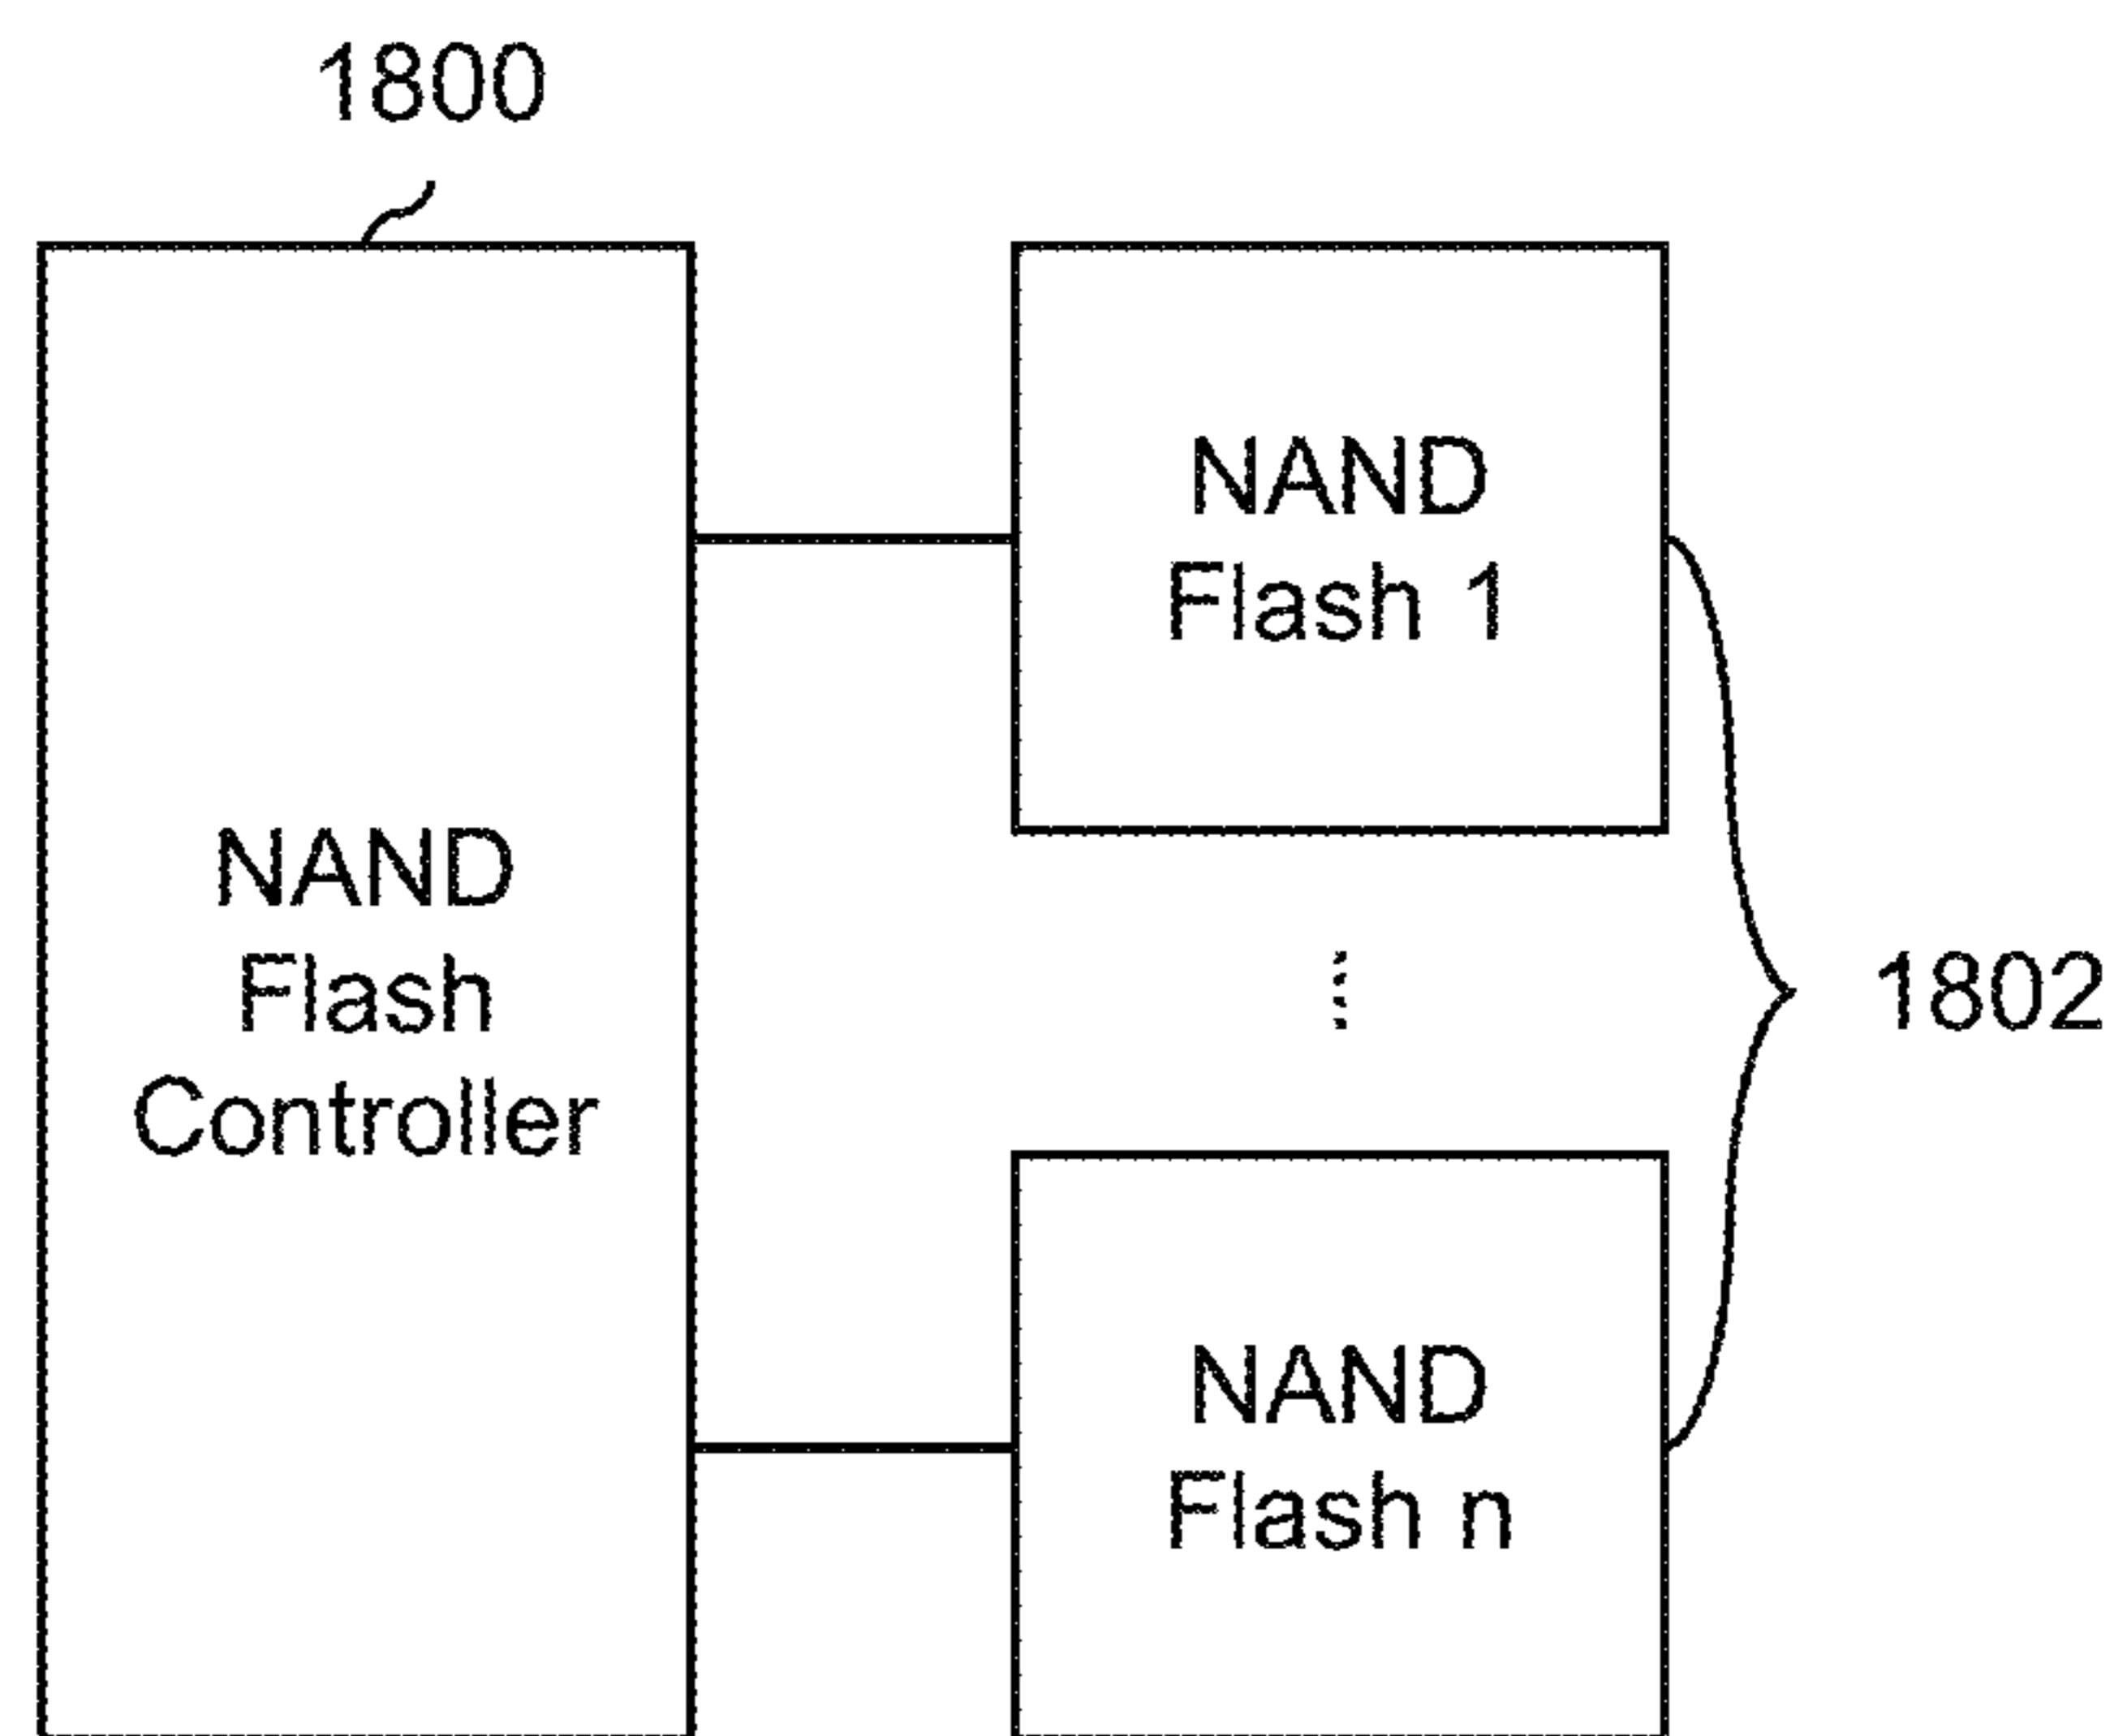 1800
NAND
Flash
Controller
NAND
Flash 1
NAND
Flash n
1802